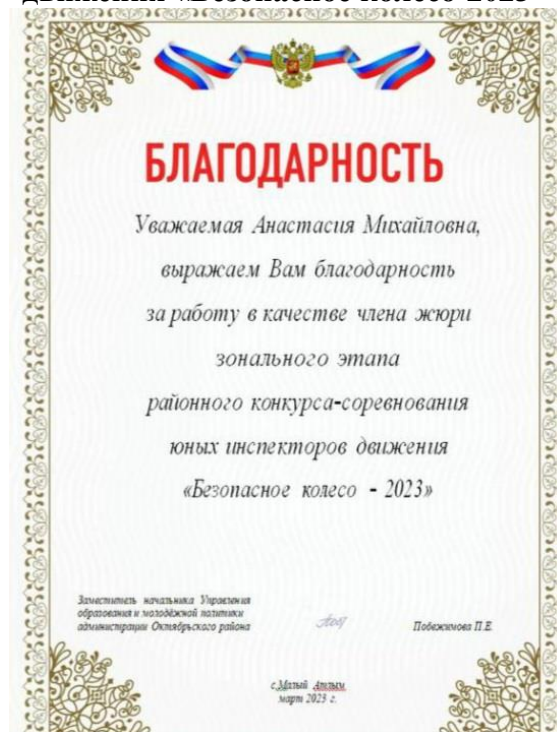 движения «Безопасное колесо-2023»
БЛАГОДАРНОСТЬ
Уважаемая Анастасия Михайловна,
выражаем Вам благодарность
за работу в качестве члена жюри
зонального этапа
районного конкурса-соревнования
юных инспекторов движения
«Безопасное колесо - 2023»
Заместитель начальника Управления
образования и молодёжной политики
администрации Октябрьского района
Побежимова П.Е.
с.Малый Атлым
март 2023 г.